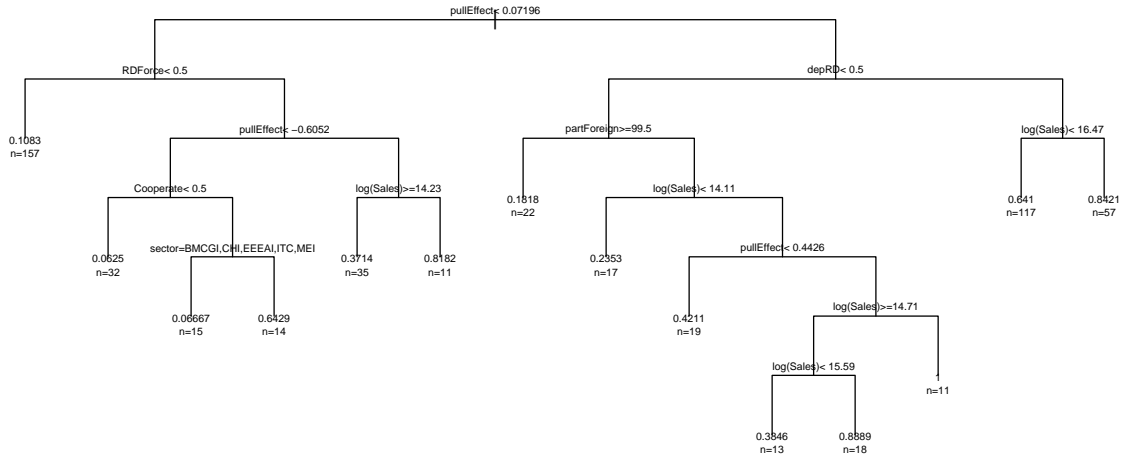 pullEffect< 0.07196
RDForce< 0.5
depRD< 0.5
0.1083
n=157
pullEffect< −0.6052
partForeign>=99.5
log(Sales)< 16.47
Cooperate< 0.5
log(Sales)>=14.23
0.1818
n=22
log(Sales)< 14.11
0.641
n=117
0.8421
n=57
0.0625
n=32
sector=BMCGI,CHI,EEEAI,ITC,MEI
0.3714
n=35
0.8182
n=11
0.2353
n=17
pullEffect< 0.4426
0.06667
n=15
0.6429
n=14
0.4211
n=19
log(Sales)>=14.71
log(Sales)< 15.59
1
n=11
0.3846
n=13
0.8889
n=18